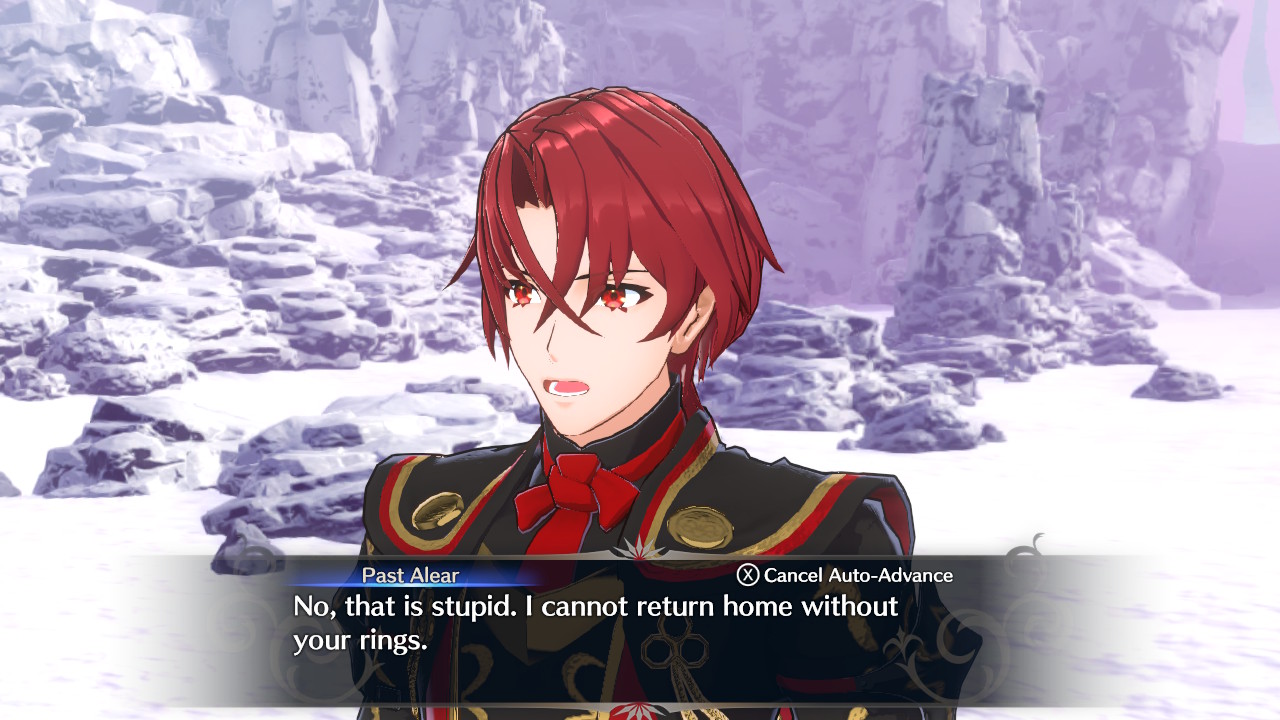 Past Alear
Ⓧ Cancel Auto-Advance
No, that is stupid. I cannot return home without
your rings.